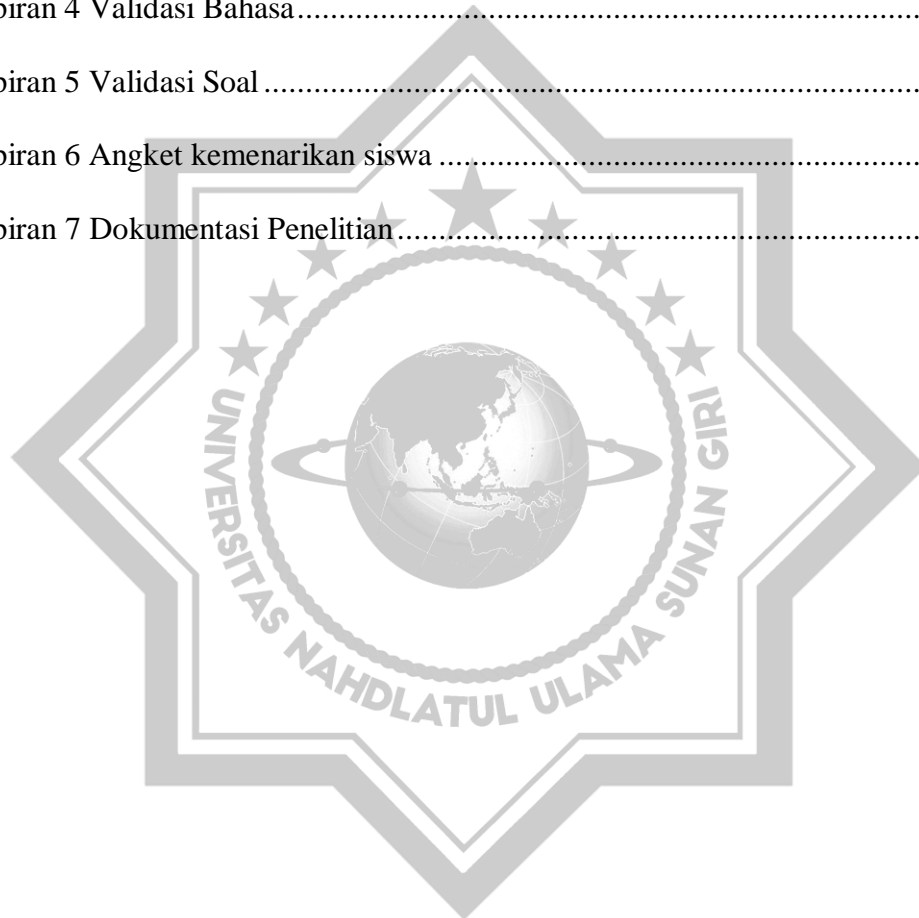 piran 4 Validasi Bahasa........................................................................
piran 5 Validasi Soal........................................................................
piran 6 Angket kemenarikan siswa........................................................................
piran 7 Dokumentasi Penelitian........................................................................
UNIVERSITAS NAHDLATUL ULAMA SUNAN GIRI